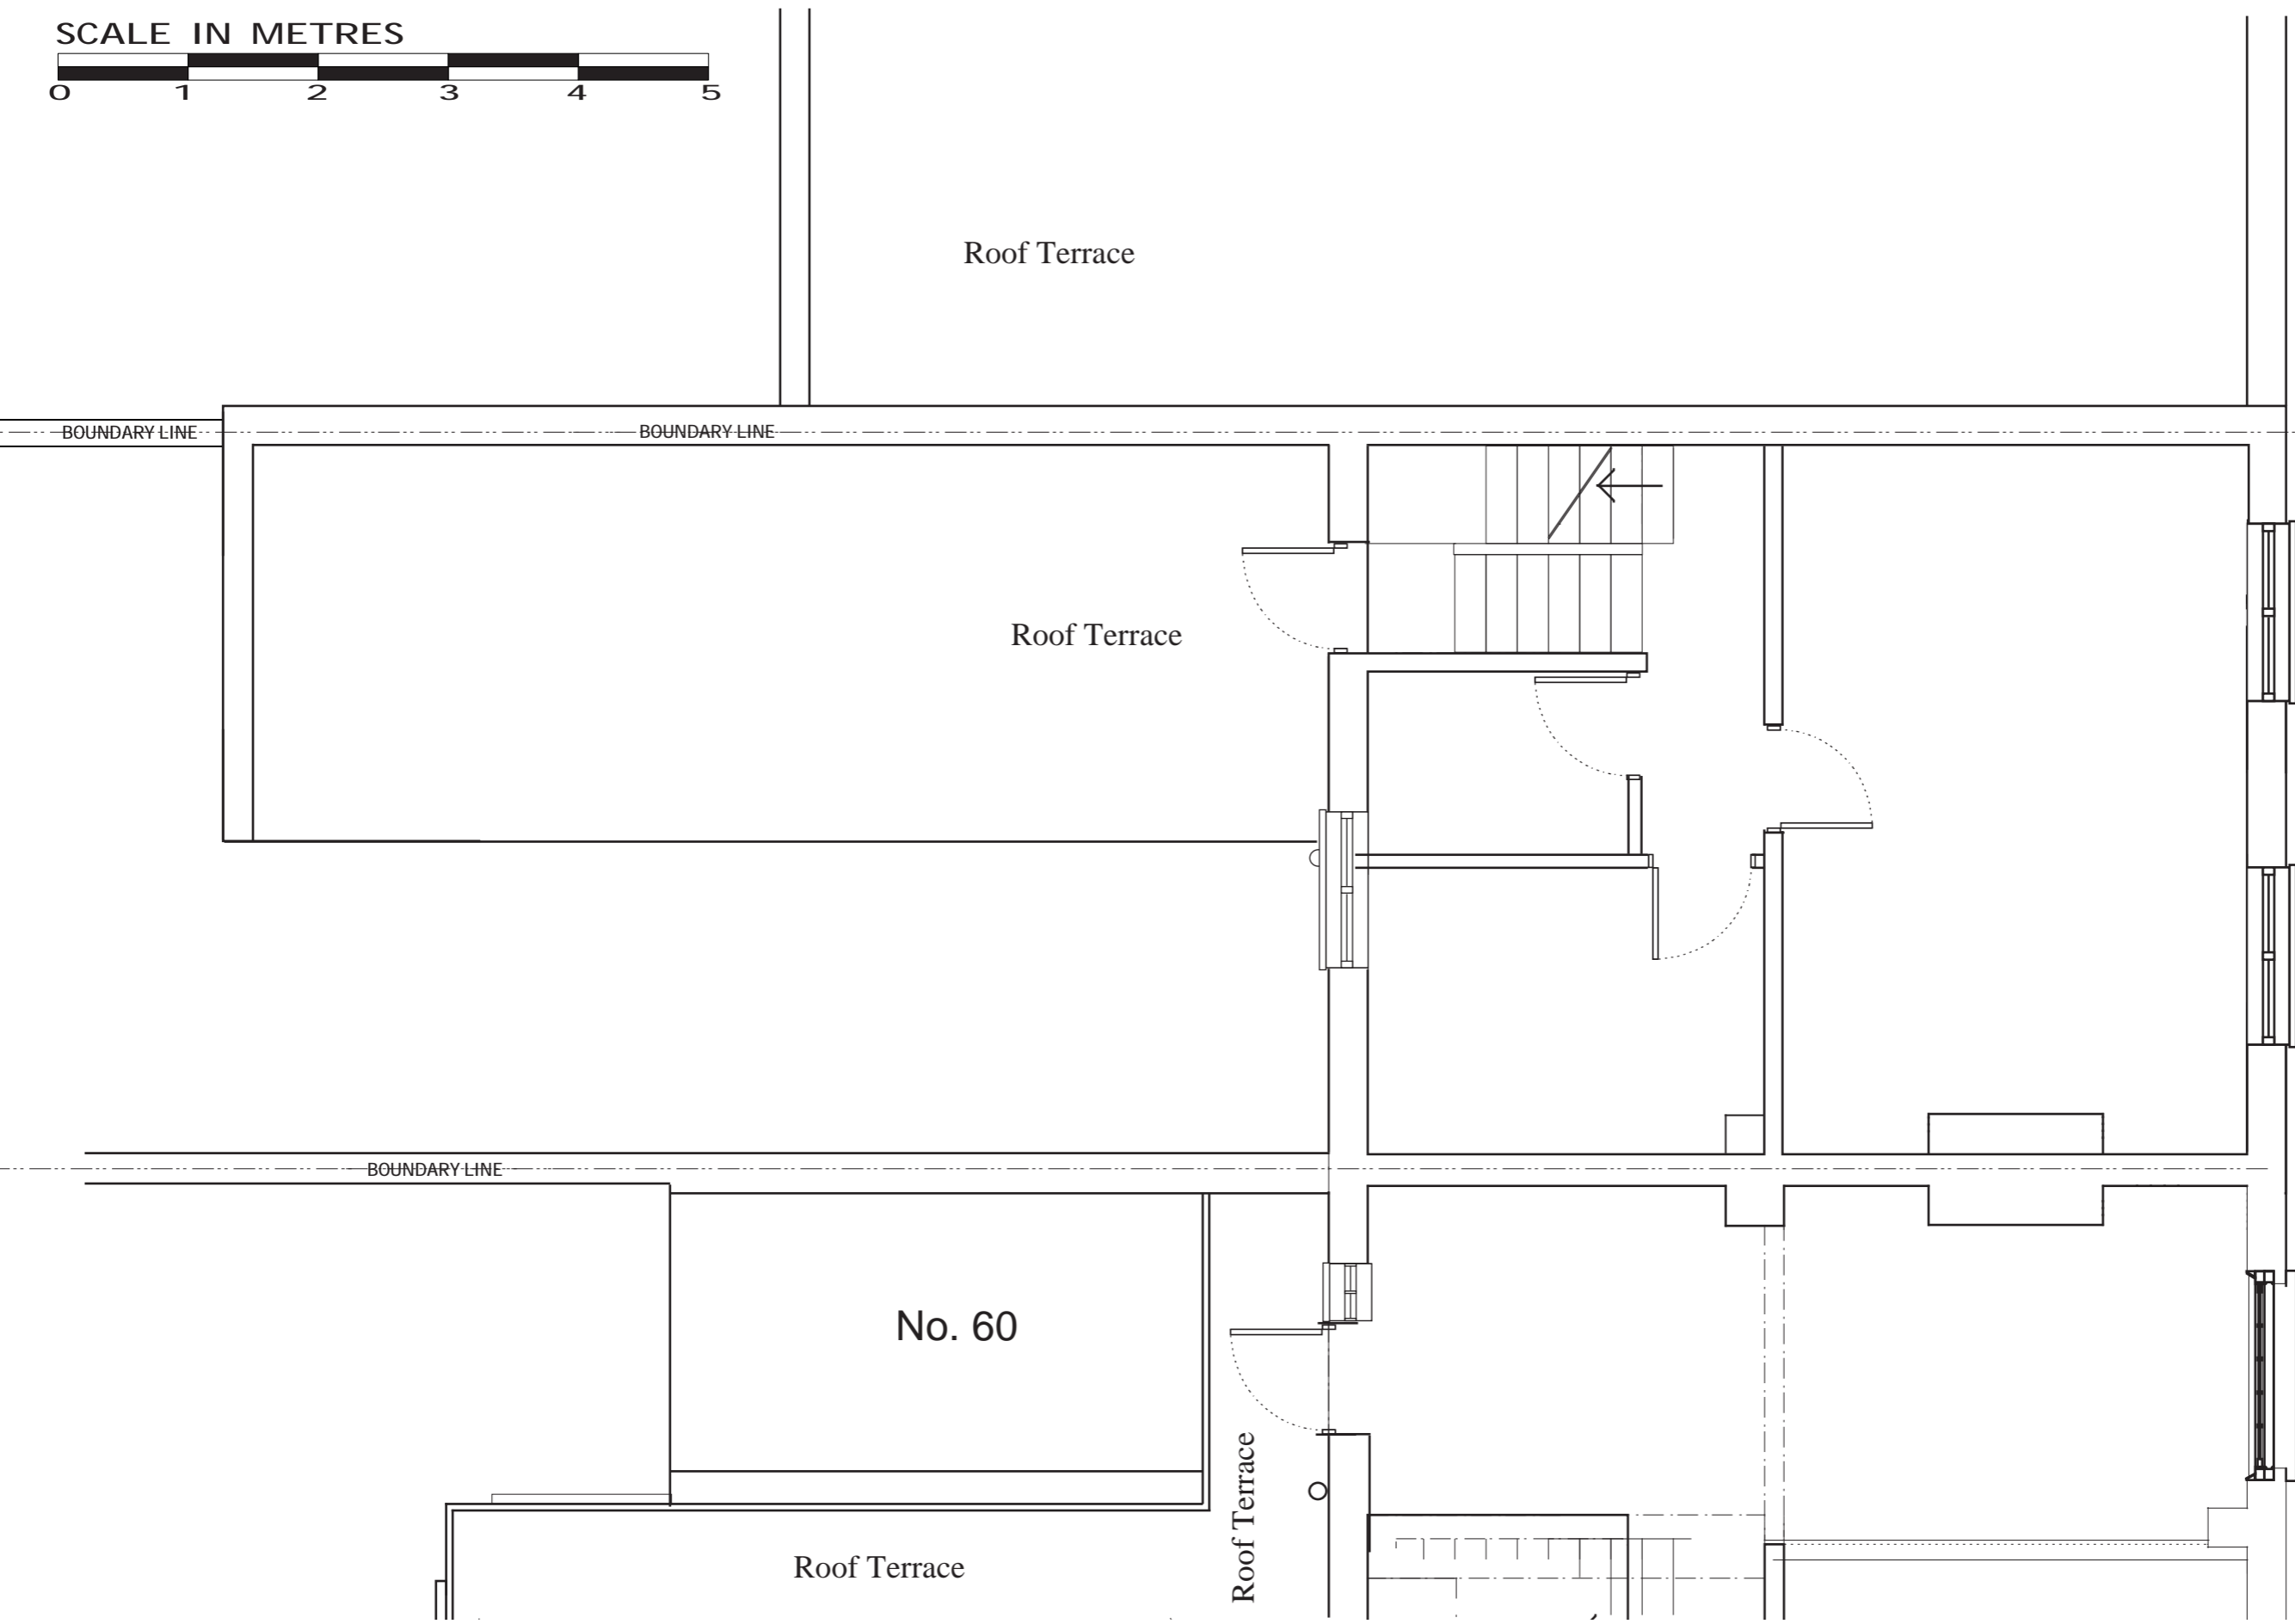 SCALE IN METRES
0 1 2 3 4 5
Roof Terrace
BOUNDARY LINE
BOUNDARY LINE
Roof Terrace
BOUNDARY LINE
No. 60
Roof Terrace
Roof Terrace